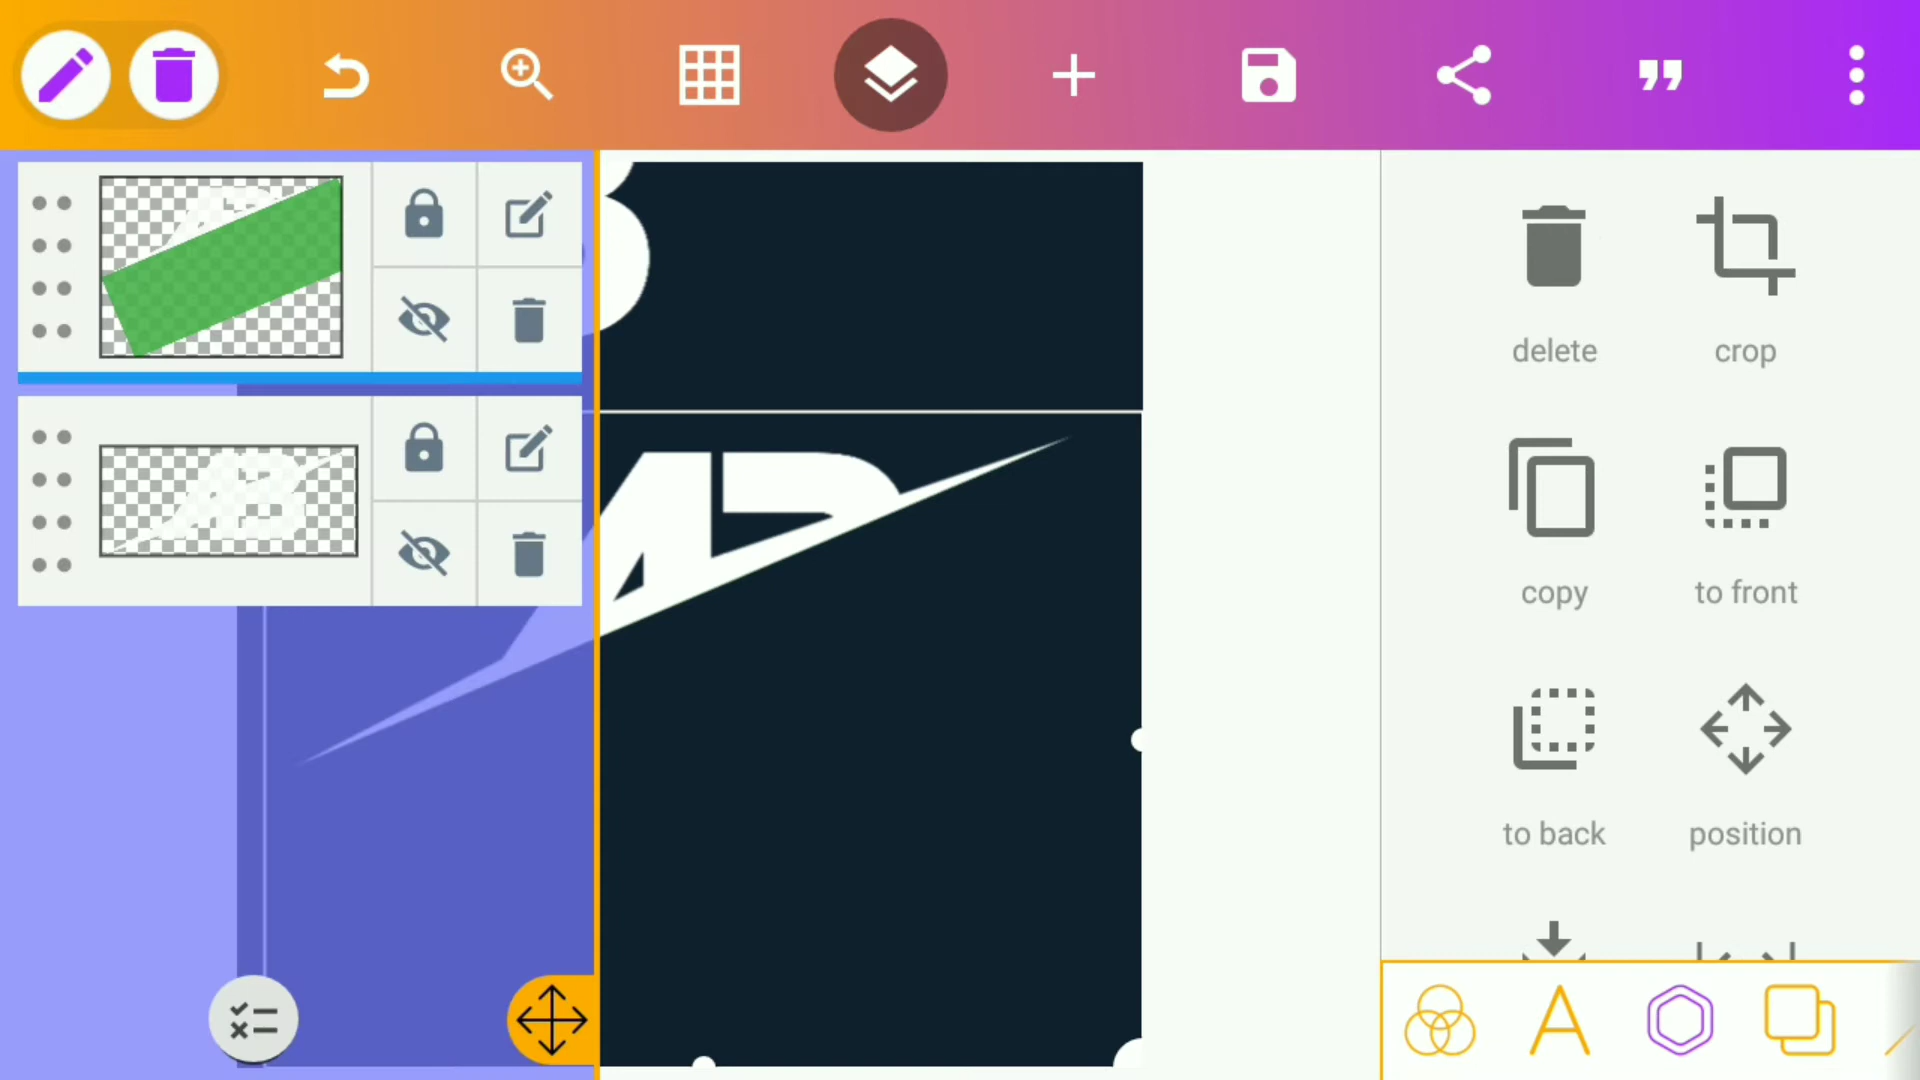 delete
crop
copy
to front
to back
position